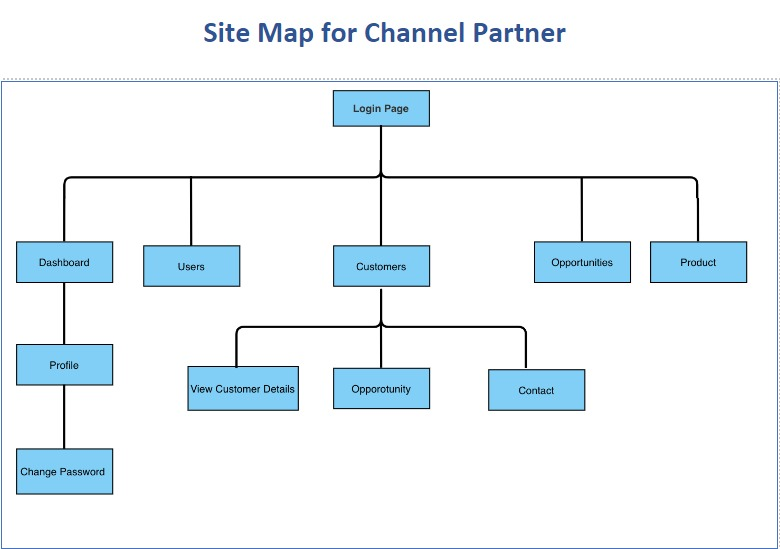 Site Map for Channel Partner
Login Page
Dashboard
Users
Customers
Opportunities
Product
Profile
View Customer Details
Opporotunity
Contact
Change Password